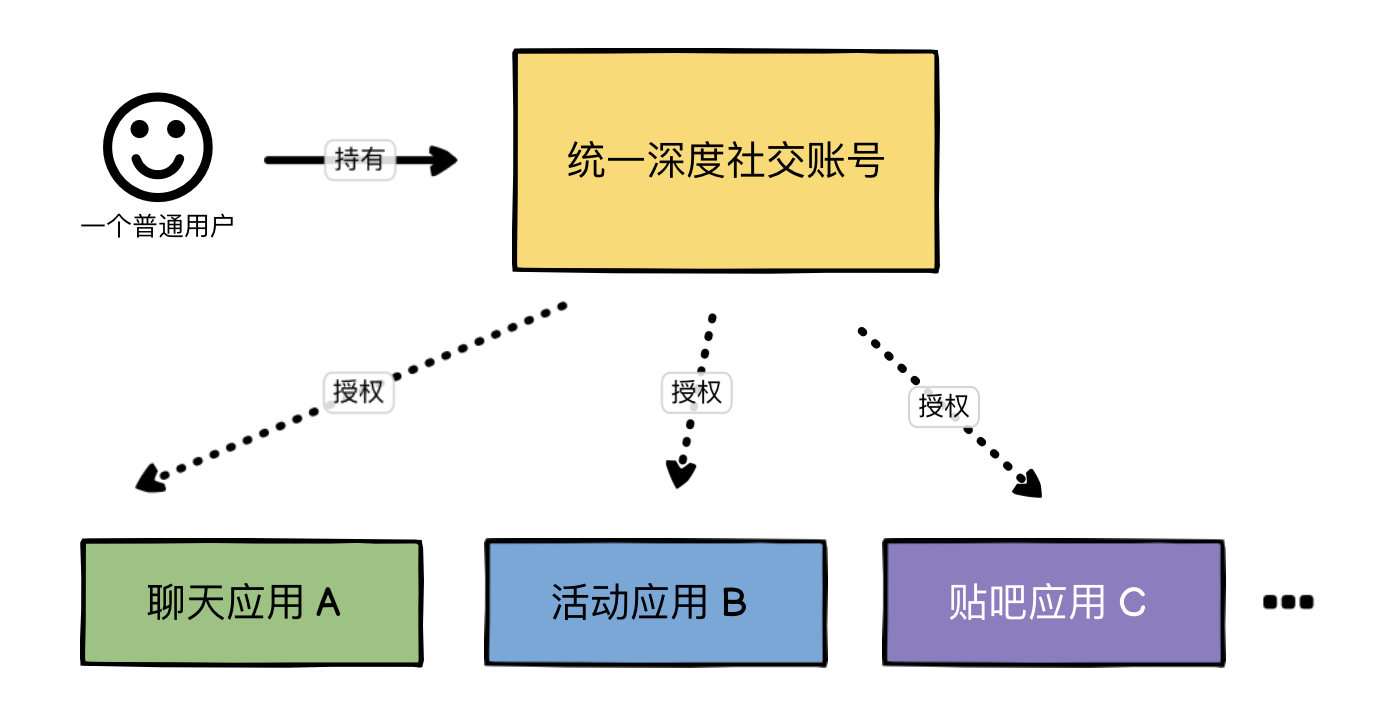 统一深度社交账号
持有
一个普通用户
授权
授权
授权
聊天应用 A
活动应用 B
贴吧应用 C